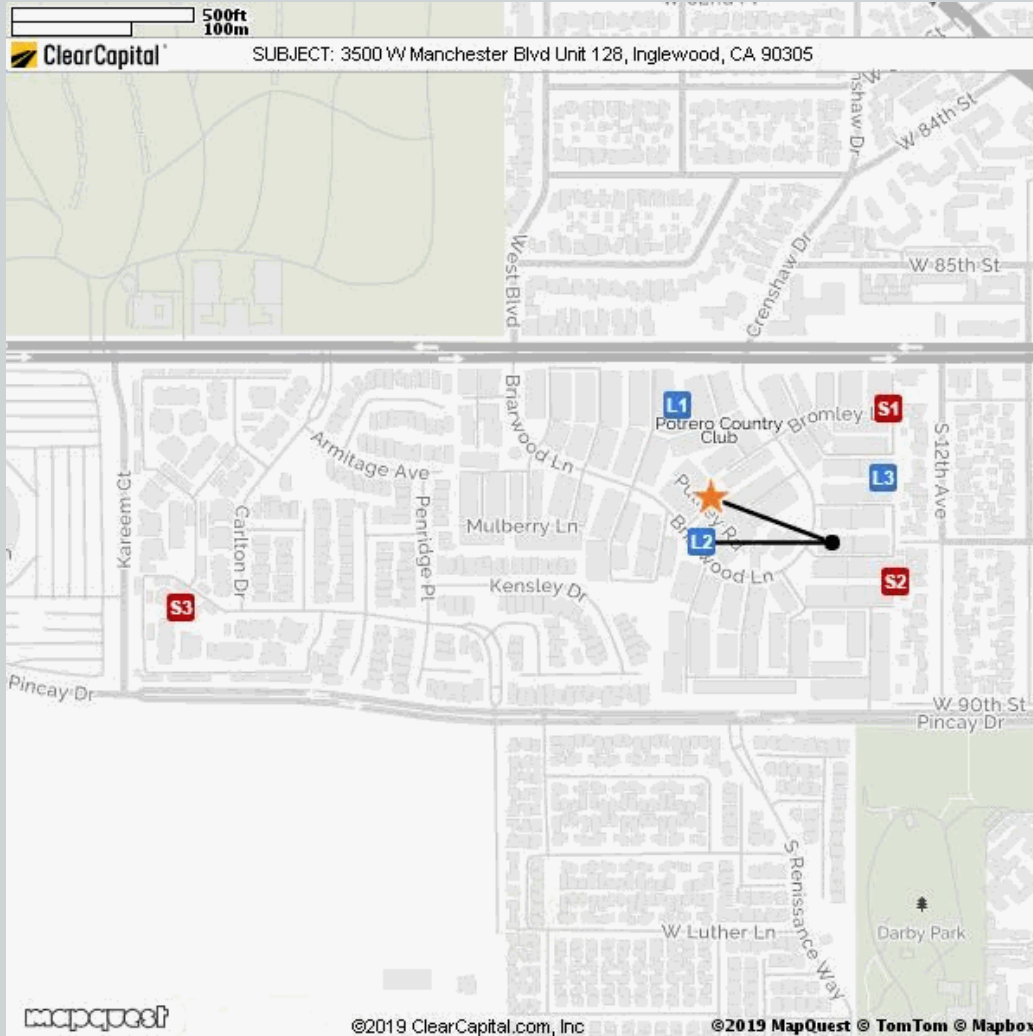 500ft
100m
ClearCapital
SUBJECT: 3500 W Manchester Blvd Unit 128, Inglewood, CA 90305
W 84th St
nshaw Dr
W 85th St
West Blvd
Crenshaw Dr
Briarwood Ln
L1
S1
Potrero Country
Club
Bromley
S 12th Ave
Armitage Ave
L3
Kareem Ct
Carlton Dr
Penridge Pl
Mulberry Ln
L2
wood Ln
S2
Kensley Dr
S3
Pincay Dr
W 90th St
Pincay Dr
S Renissance Way
W Luther Ln
Darby Park
mapquest
©2019 ClearCapital.com, Inc
©2019 MapQuest © TomTom © Mapbox